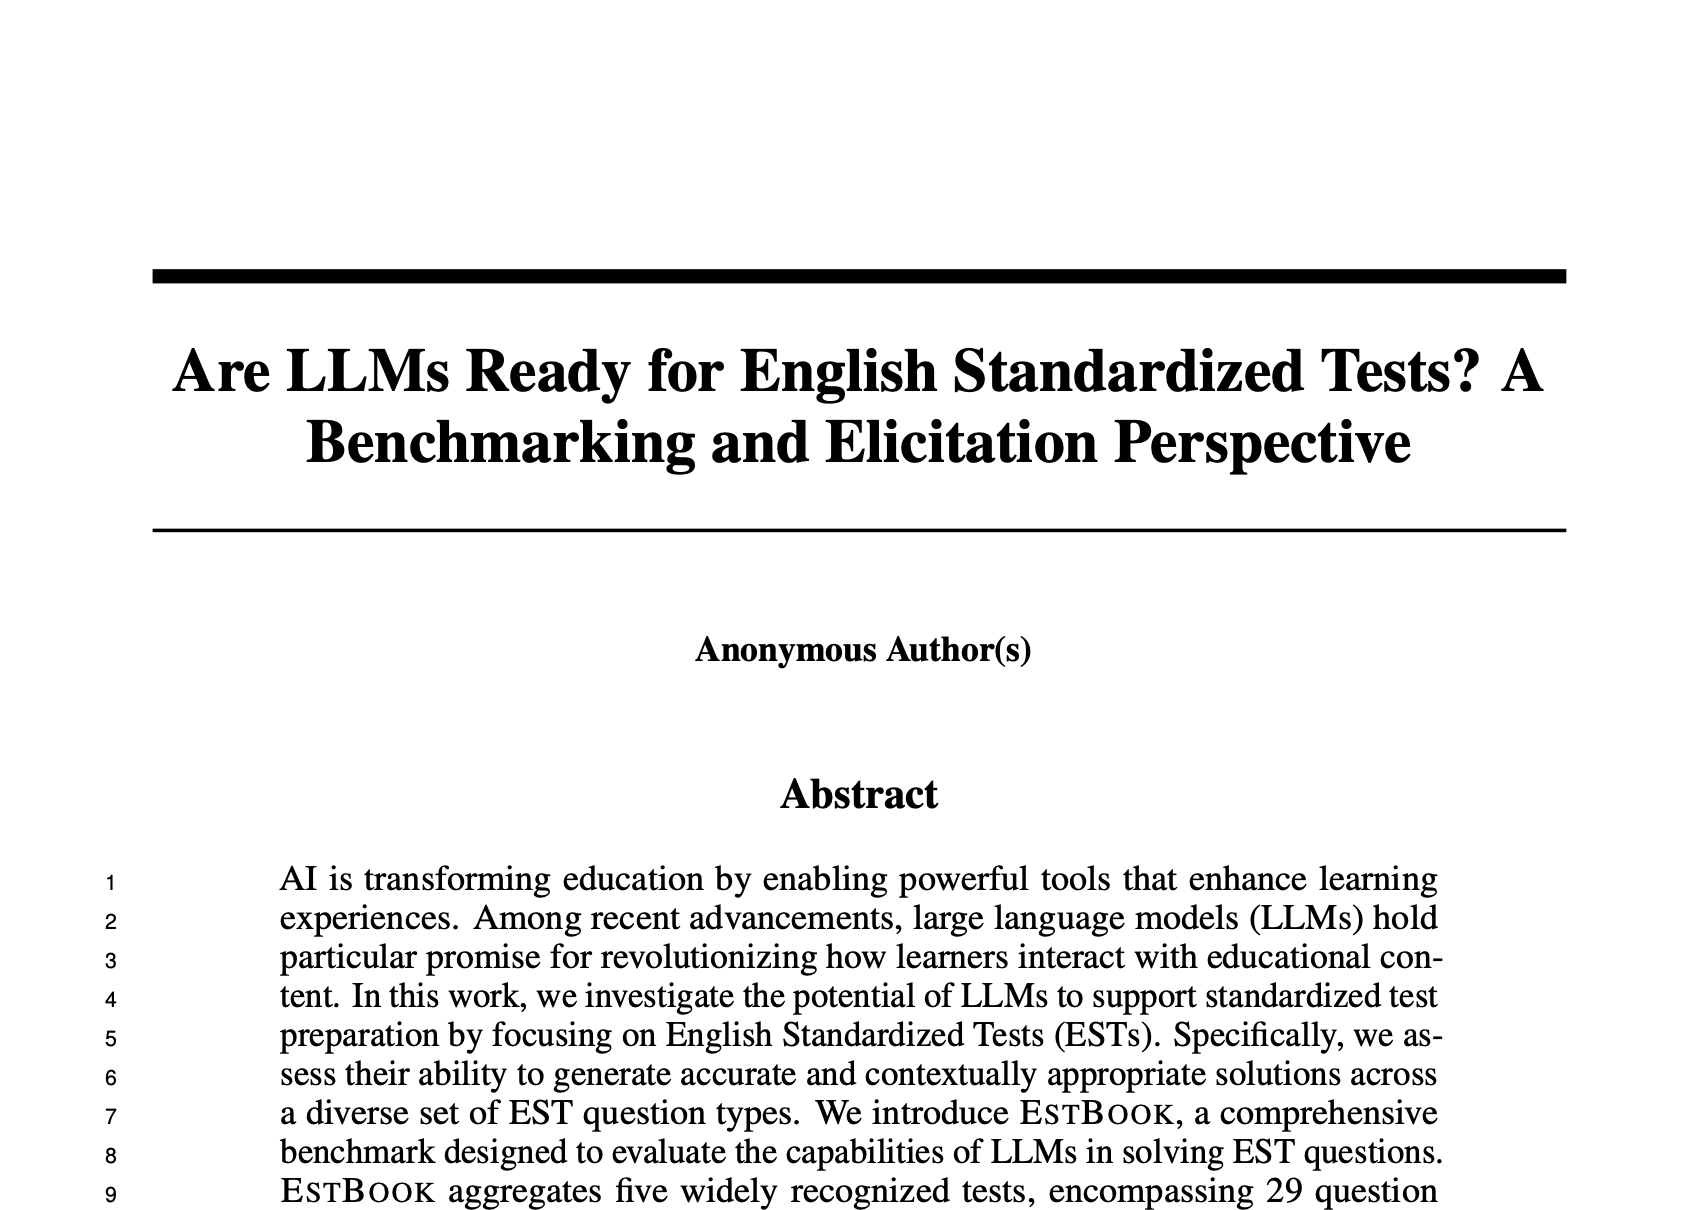 Are LLMs Ready for English Standardized Tests? A
Benchmarking and Elicitation Perspective
Anonymous Author(s)
Abstract
1 AI is transforming education by enabling powerful tools that enhance learning
2 experiences. Among recent advancements, large language models (LLMs) hold
3 particular promise for revolutionizing how learners interact with educational con-
4 tent. In this work, we investigate the potential of LLMs to support standardized test
5 preparation by focusing on English Standardized Tests (ESTs). Specifically, we as-
6 sess their ability to generate accurate and contextually appropriate solutions across
7 a diverse set of EST question types. We introduce ESTBOOK, a comprehensive
8 benchmark designed to evaluate the capabilities of LLMs in solving EST questions.
9 ESTBOOK aggregates five widely recognized tests, encompassing 29 question